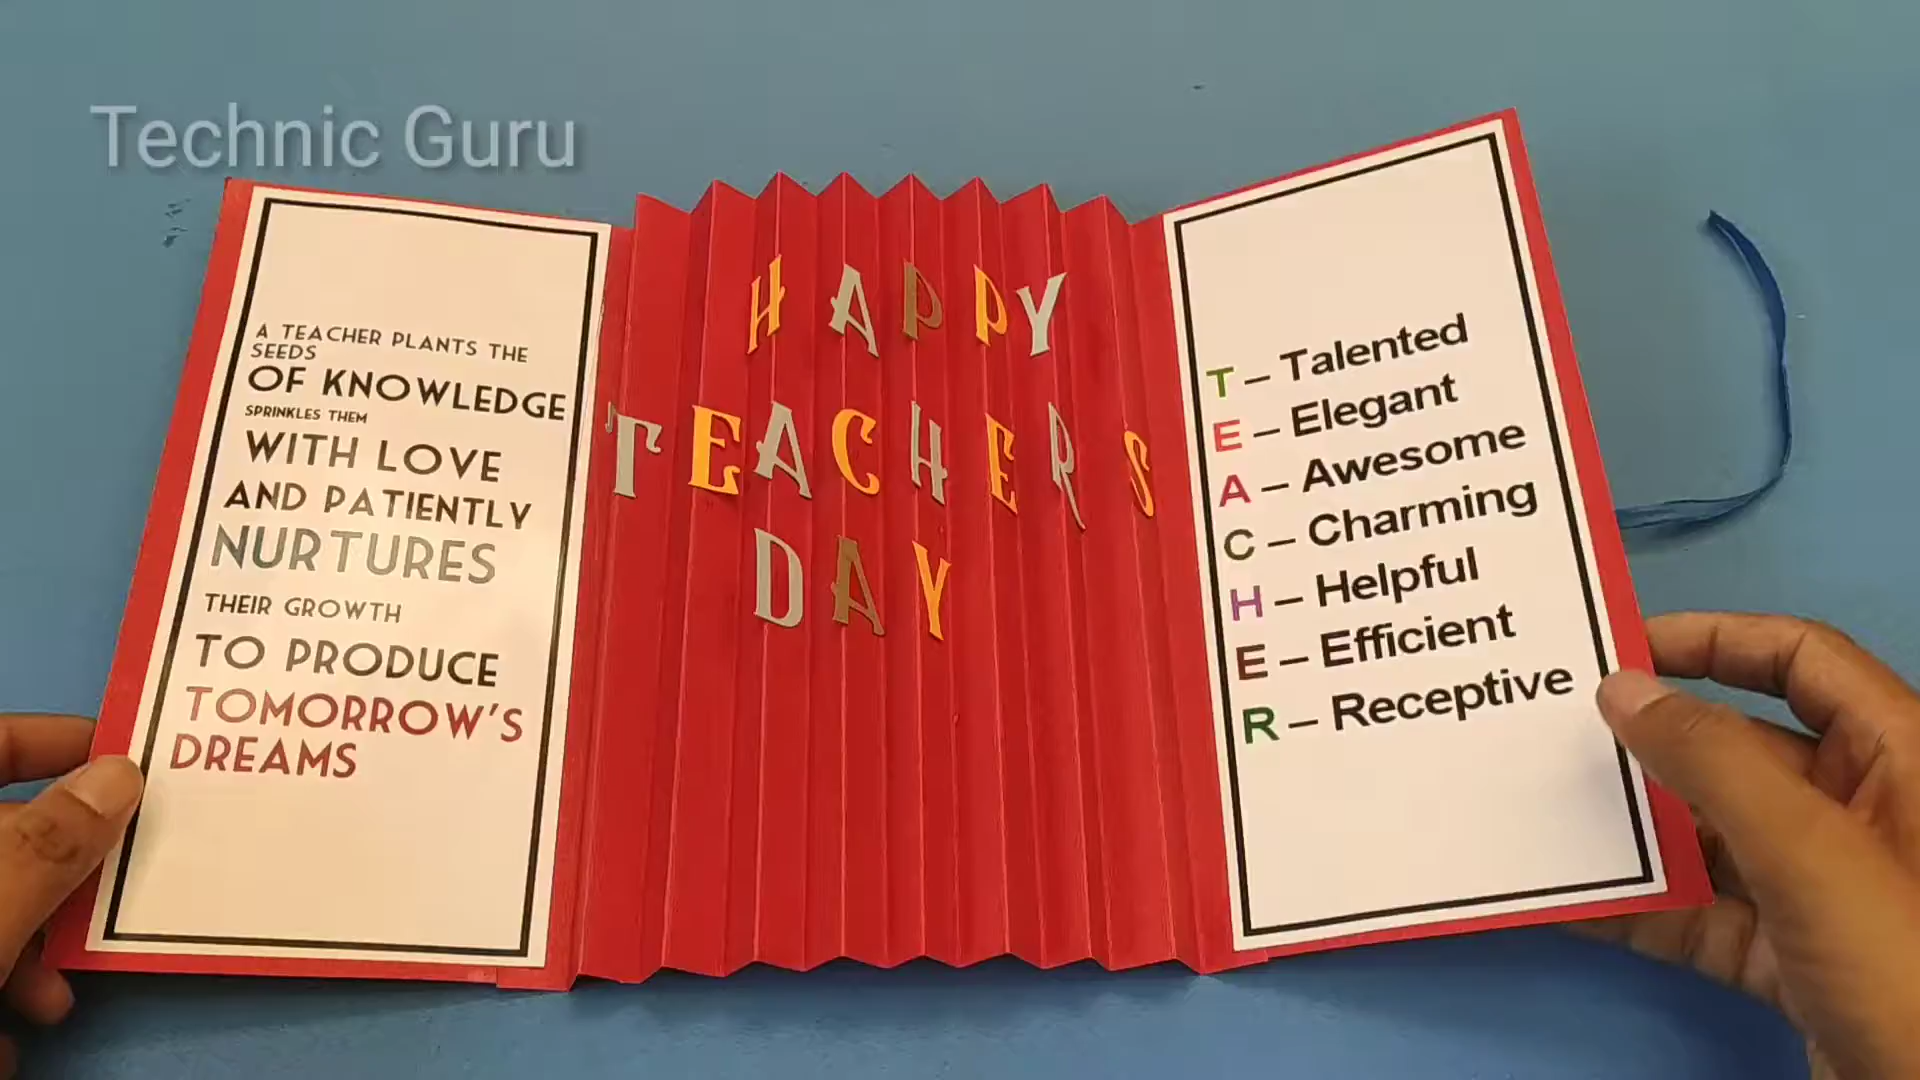 Technic Guru
A TEACHER PLANTS THE
SEEDS
OF KNOWLEDGE
SPRINKLES THEM
WITH LOVE
AND PATIENTLY
NURTURES
THEIR GROWTH
TO PRODUCE
TOMORROW'S
DREAMS
HAPPY
TEACHERS
DAY
T – Talented
E – Elegant
A – Awesome
C – Charming
H – Helpful
E – Efficient
R – Receptive